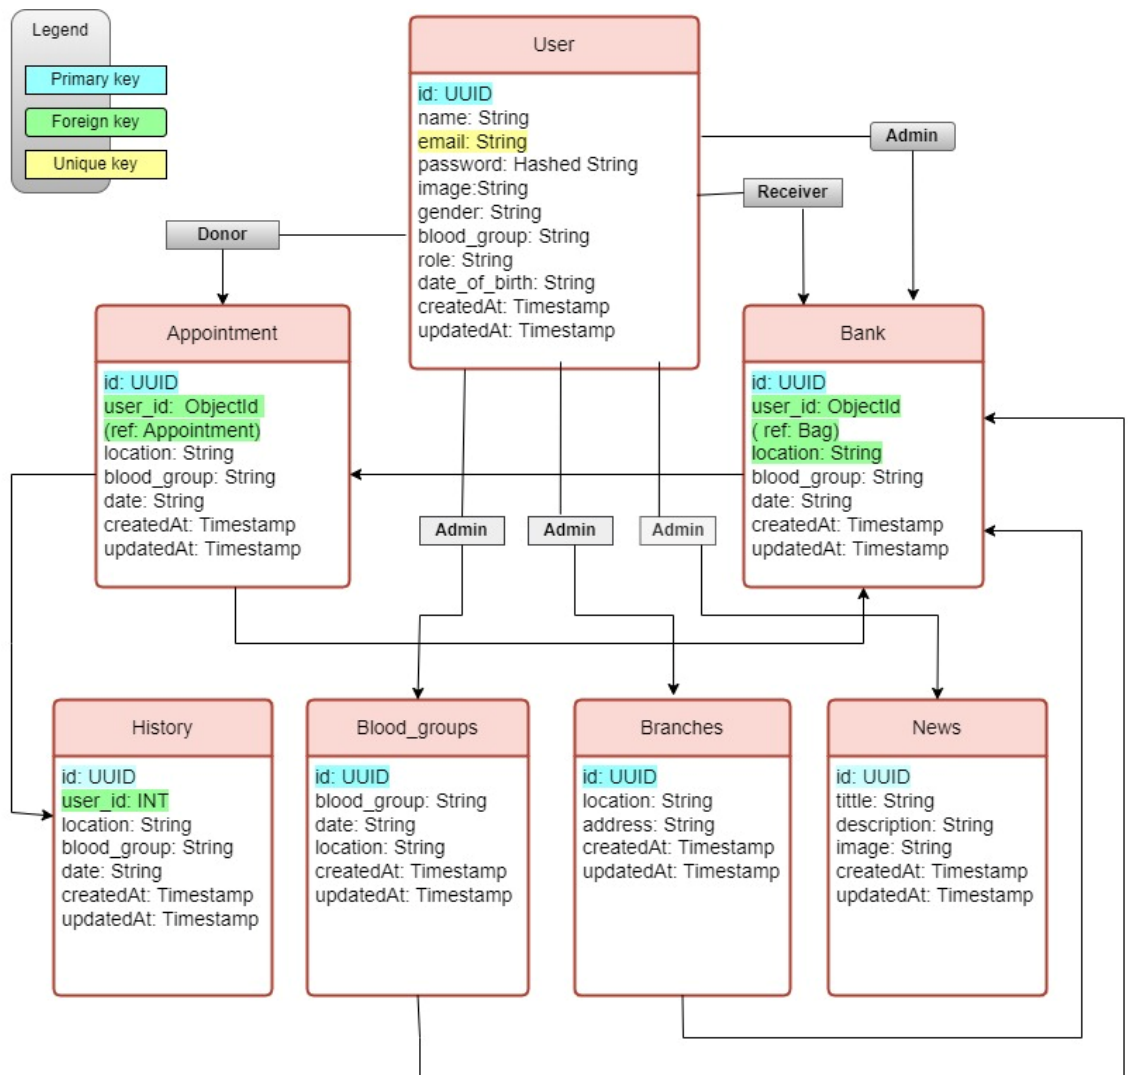 Legend
Primary key
Foreign key
Unique key
User
id: UUID
name: String
email: String
password: Hashed String
image:String
gender: String
blood_group: String
role: String
date_of_birth: String
createdAt: Timestamp
updatedAt: Timestamp
Admin
Receiver
Donor
Appointment
id: UUID
user_id: ObjectId
(ref: Appointment)
location: String
blood_group: String
date: String
createdAt: Timestamp
updatedAt: Timestamp
Bank
id: UUID
user_id: ObjectId
( ref: Bag)
location: String
blood_group: String
date: String
createdAt: Timestamp
updatedAt: Timestamp
Admin
Admin
Admin
History
id: UUID
user_id: INT
location: String
blood_group: String
date: String
createdAt: Timestamp
updatedAt: Timestamp
Blood_groups
id: UUID
blood_group: String
date: String
location: String
createdAt: Timestamp
updatedAt: Timestamp
Branches
id: UUID
location: String
address: String
createdAt: Timestamp
updatedAt: Timestamp
News
id: UUID
tittle: String
description: String
image: String
createdAt: Timestamp
updatedAt: Timestamp